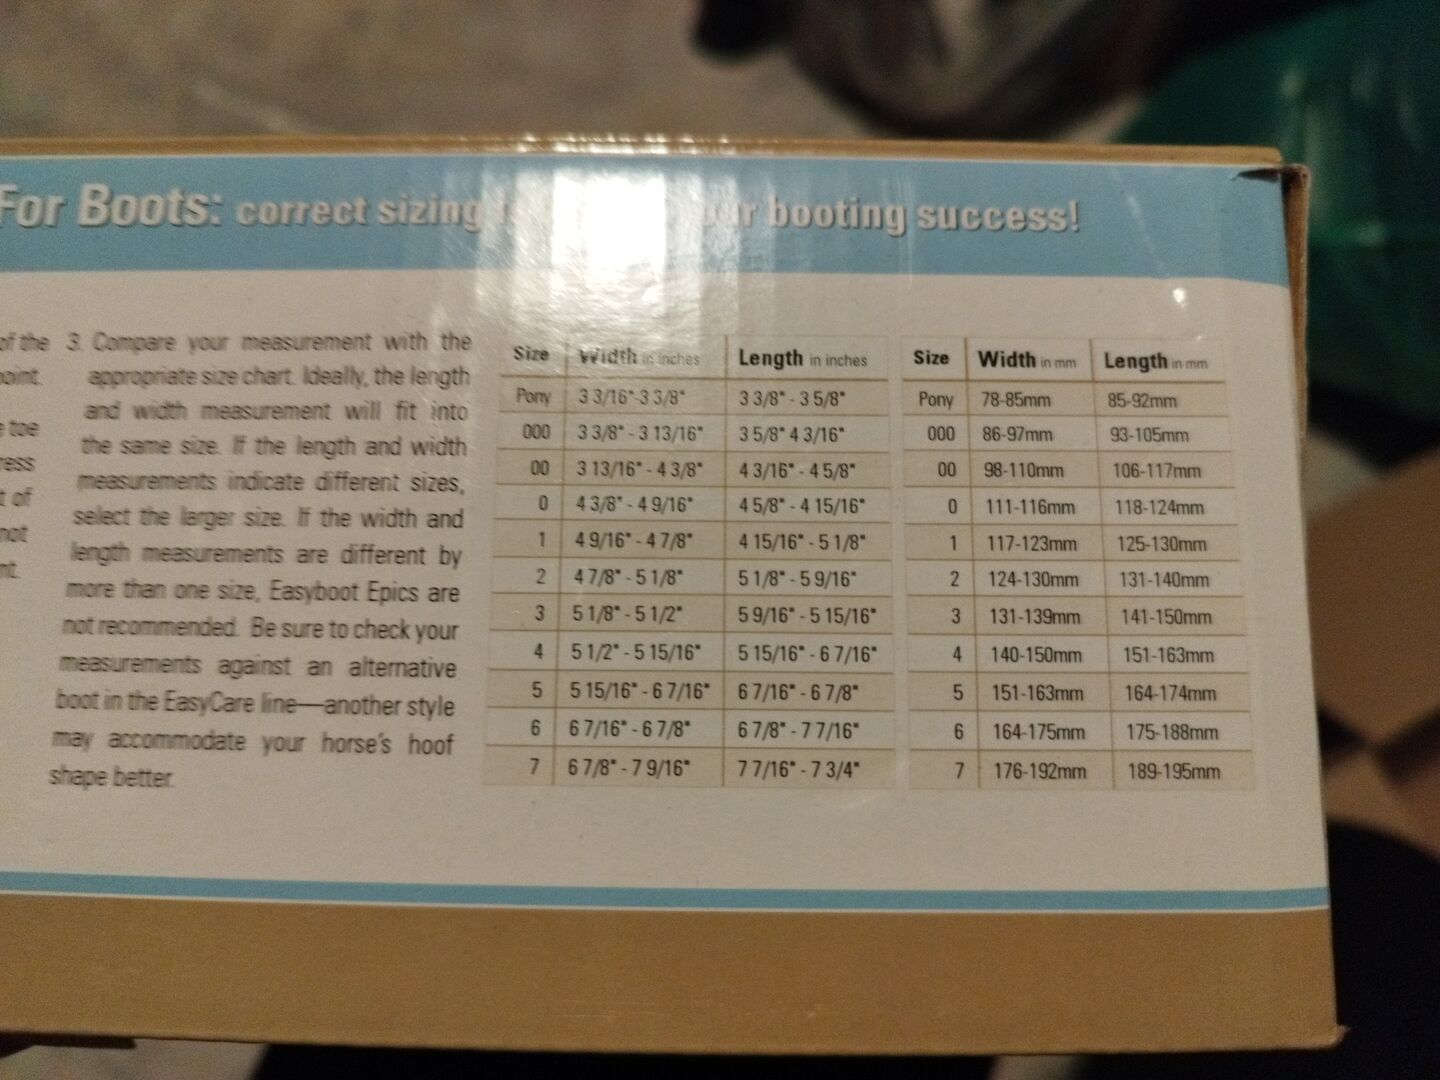 For Boots: correct sizing booting success!
of the
point.
toe
of
not
3. Compare your measurement with the
appropriate size chart. Ideally, the length
and width measurement will fit into
the same size. If the length and width
measurements indicate different sizes,
select the larger size. If the width and
length measurements are different by
more than one size, Easyboot Epics are
not recommended. Be sure to check your
measurements against an alternative
boot in the EasyCare line—another style
may accommodate your horse's hoof
shape better.
Size Width in inches Length in inches
Pony 3 3/16"-3 3/8" 3 3/8" - 3 5/8"
000 3 3/8" - 3 13/16" 3 5/8" 4 3/16"
00 3 13/16" - 4 3/8" 4 3/16" - 4 5/8"
0 4 3/8" - 4 9/16" 4 5/8" - 4 15/16"
1 4 9/16" - 4 7/8" 4 15/16" - 5 1/8"
2 4 7/8" - 5 1/8" 5 1/8" - 5 9/16"
3 5 1/8" - 5 1/2" 5 9/16" - 5 15/16"
4 5 1/2" - 5 15/16" 5 15/16" - 6 7/16"
5 5 15/16" - 6 7/16" 6 7/16" - 6 7/8"
6 6 7/16" - 6 7/8" 6 7/8" - 7 7/16"
7 6 7/8" - 7 9/16" 7 7/16" - 7 3/4"
Size Width in mm Length in mm
Pony 78-85mm 85-92mm
000 86-97mm 93-105mm
00 98-110mm 106-117mm
0 111-116mm 118-124mm
1 117-123mm 125-130mm
2 124-130mm 131-140mm
3 131-139mm 141-150mm
4 140-150mm 151-163mm
5 151-163mm 164-174mm
6 164-175mm 175-188mm
7 176-192mm 189-195mm